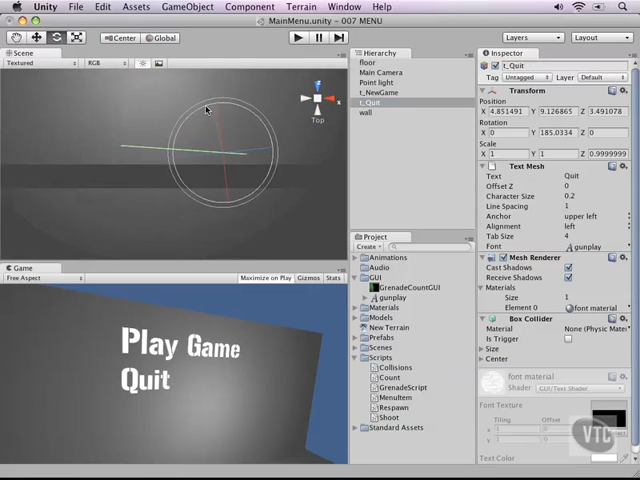 File Edit Assets GameObject Component Terrain Window Help
MainMenu.unity - 007 MENU
Center Global Layers Layout
Scene
Textured RGB
x
Top
Game
Free Aspect Maximize on Play Gizmos Stats
Play Game
Quit
Hierarchy
floor
Main Camera
Point light
t_NewGame
t_Quit
wall
Project
Create
Animations
Audio
GUI
GrenadeCountGUI
gunplay
Materials
Models
New Terrain
Prefabs
Scenes
Scripts
Collisions
Count
GrenadeScript
MenuItem
Respawn
Shoot
Standard Assets
Inspector
t_Quit
Tag Untagged Layer Default
Transform
Position
X 4.851491 Y 9.126865 Z 3.491078
Rotation
X 0 Y 185.0334 Z 0
Scale
X 1 Y 1 Z 0.9999999
Text Mesh
Text Quit
Offset Z 0
Character Size 0.2
Line Spacing 1
Anchor upper left
Alignment left
Tab Size 4
Font gunplay
Mesh Renderer
Cast Shadows
Receive Shadows
Materials
Size 1
Element 0 font material
Box Collider
Material None (Physic Mater
Is Trigger
Size
Center
font material
Shader GUI/Text Shader
Font Texture
Tiling Offset
x 1 0
y 1 0
VTC
Text Color